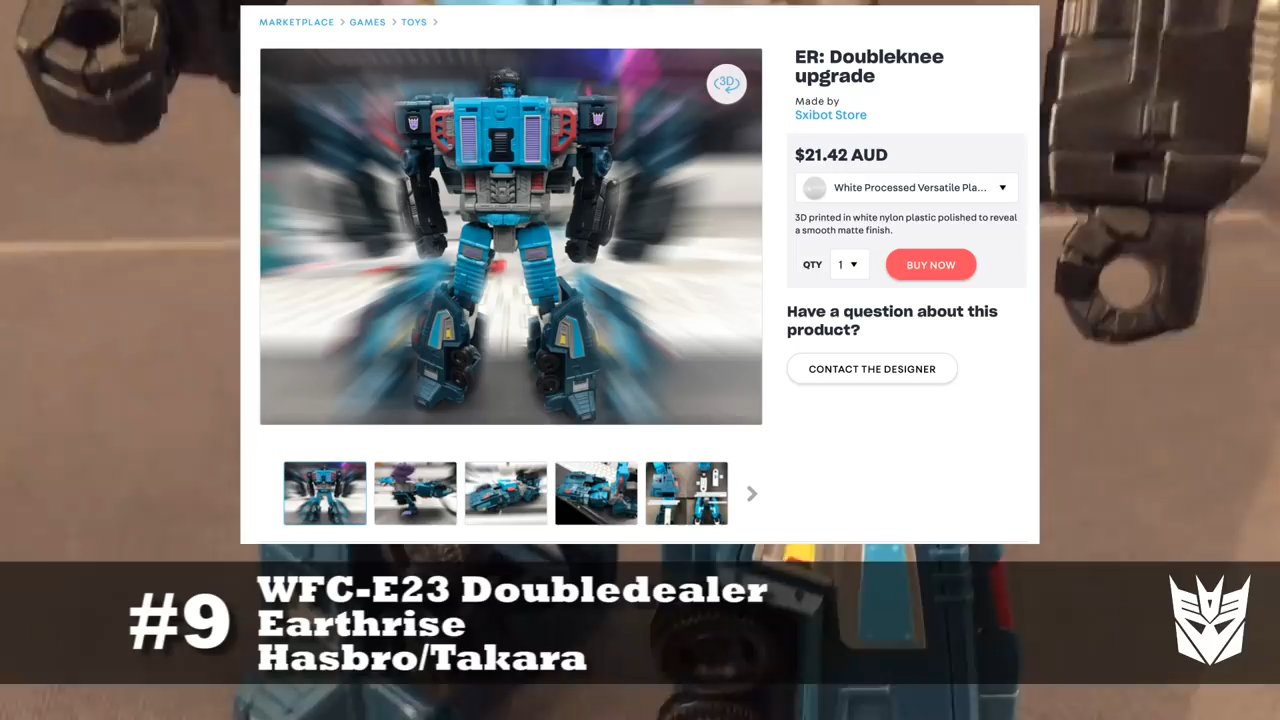 MARKETPLACE > GAMES > TOYS >
3D
ER: Doubleknee
upgrade
Made by
Sxibot Store
$21.42 AUD
White Processed Versatile Pla...
3D printed in white nylon plastic polished to reveal
a smooth matte finish.
QTY 1 BUY NOW
Have a question about this
product?
CONTACT THE DESIGNER
#9
WFC-E23 Doubledealer
Earthrise
Hasbro/Takara